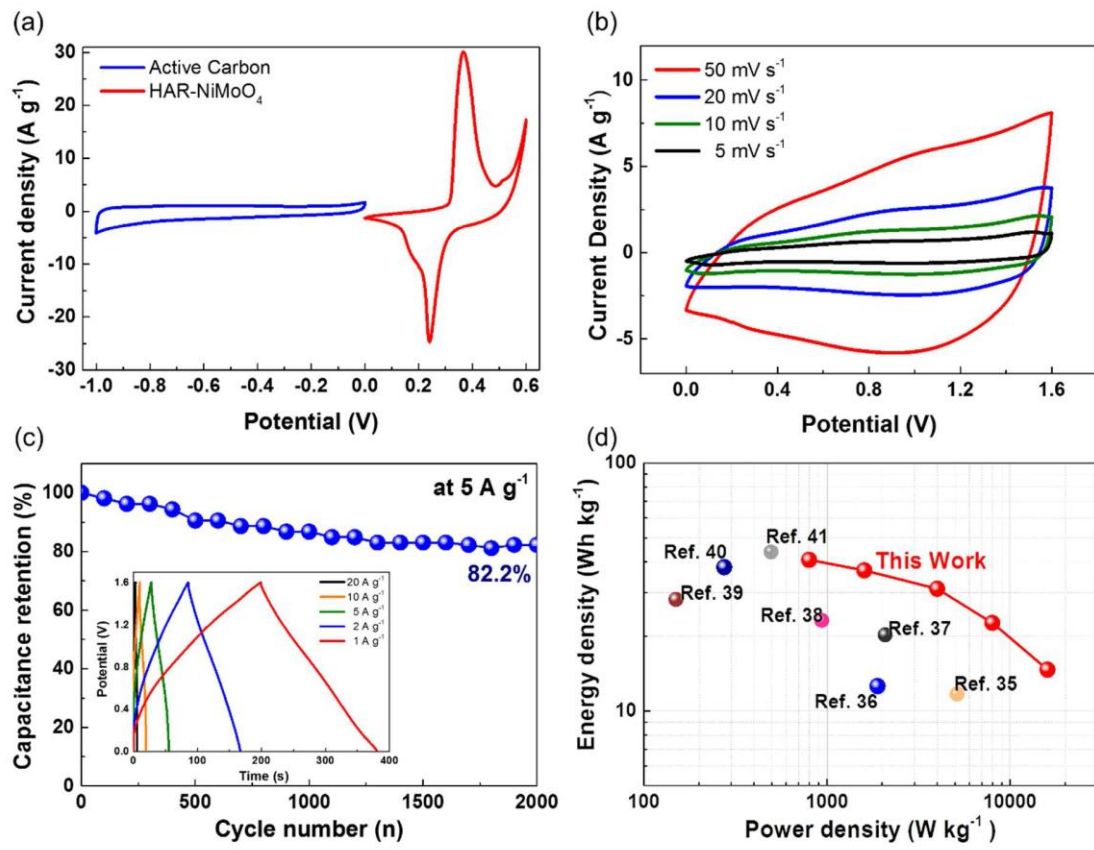 (a)
30
20
10
0
-10
-20
-30
Current density (A g⁻¹)
Active Carbon
HAR-NiMoO₄
-1.0 -0.8 -0.6 -0.4 -0.2 0.0 0.2 0.4 0.6
Potential (V)
(b)
10
5
0
-5
Current Density (A g⁻¹)
50 mV s⁻¹
20 mV s⁻¹
10 mV s⁻¹
5 mV s⁻¹
0.0 0.4 0.8 1.2 1.6
Potential (V)
(c)
100
80
60
40
20
0
Capacitance retention (%)
at 5 A g⁻¹
82.2%
1.6
1.2
0.8
0.4
0.0
Potential (V)
20 A g⁻¹
10 A g⁻¹
5 A g⁻¹
2 A g⁻¹
1 A g⁻¹
0 100 200 300 400
Time (s)
0 500 1000 1500 2000
Cycle number (n)
(d)
100
10
Energy density (Wh kg⁻¹)
Ref. 41
Ref. 40
This Work
Ref. 39
Ref. 38
Ref. 37
Ref. 36
Ref. 35
100 1000 10000
Power density (W kg⁻¹)